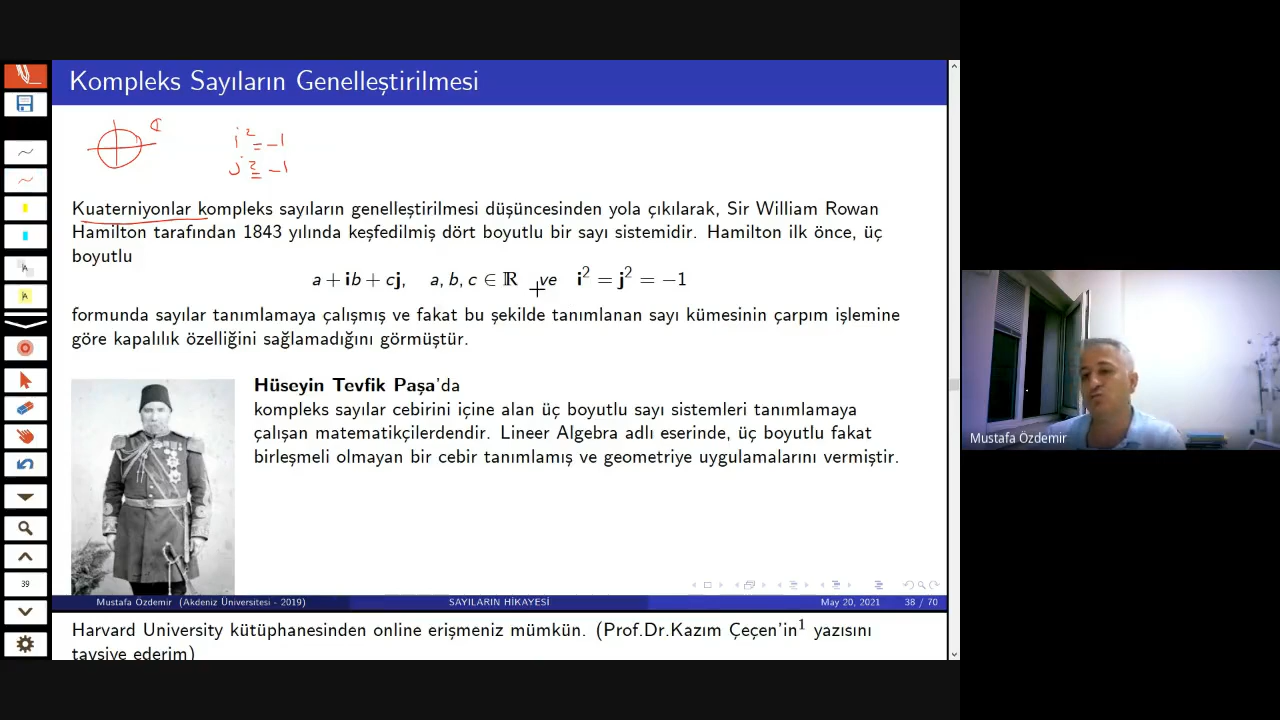 Kompleks Sayıların Genelleştirilmesi
ℂ
i² = -1
j² = -1
Kuaterniyonlar kompleks sayıların genelleştirilmesi düşüncesinden yola çıkılarak, Sir William Rowan
Hamilton tarafından 1843 yılında keşfedilmiş dört boyutlu bir sayı sistemidir. Hamilton ilk önce, üç
boyutlu
a + ib + cj, a, b, c ∈ ℝ ve i² = j² = −1
formunda sayılar tanımlamaya çalışmış ve fakat bu şekilde tanımlanan sayı kümesinin çarpım işlemine
göre kapalılık özelliğini sağlamadığını görmüştür.
Hüseyin Tevfik Paşa'da
kompleks sayılar cebirini içine alan üç boyutlu sayı sistemleri tanımlamaya
çalışan matematikçilerdendir. Lineer Algebra adlı eserinde, üç boyutlu fakat
birleşmeli olmayan bir cebir tanımlamış ve geometriye uygulamalarını vermiştir.
Mustafa Özdemir (Akdeniz Üniversitesi - 2019) SAYILARIN HİKAYESİ May 20, 2021 38 / 70
Harvard University kütüphanesinden online erişmeniz mümkün. (Prof.Dr.Kazım Çeçen'in¹ yazısını
tavsiye ederim)
A
A
39
Mustafa Özdemir